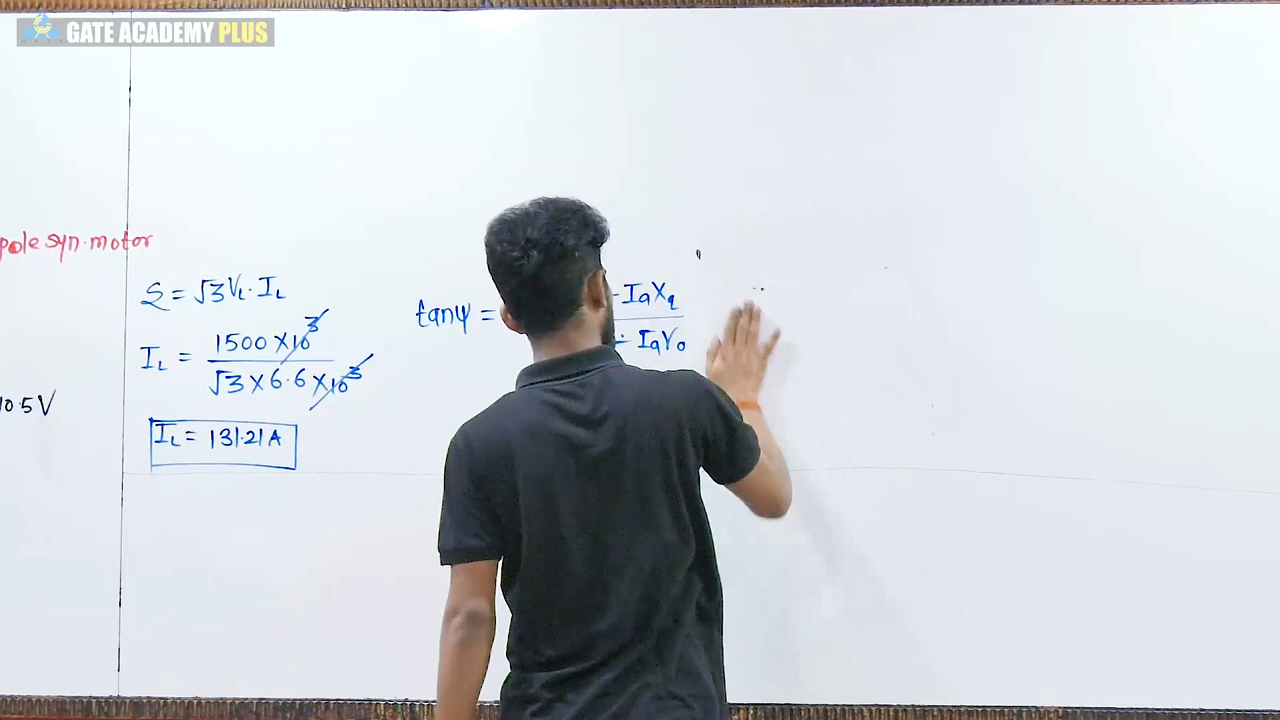 GATE ACADEMY PLUS
pole syn. motor
S = √3 VL. IL
IL = 1500 × 10³ / √3 × 6.6 × 10³
IL = 131.21A
10.5 V
tanψ =
IaXq
Iara